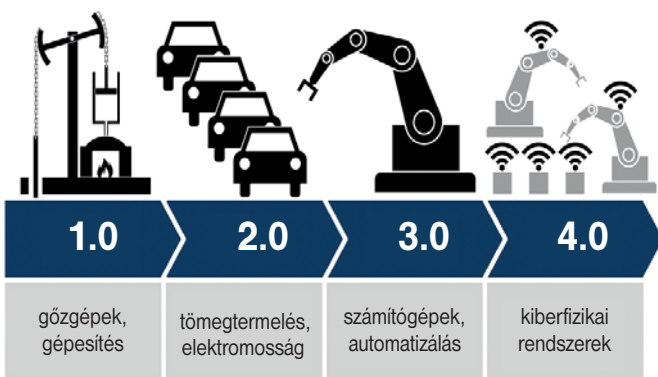 1.0
2.0
3.0
4.0
gőzgépek,
gépesítés
tömegtermelés,
elektromosság
számítógépek,
automatizálás
kiberfizikai
rendszerek